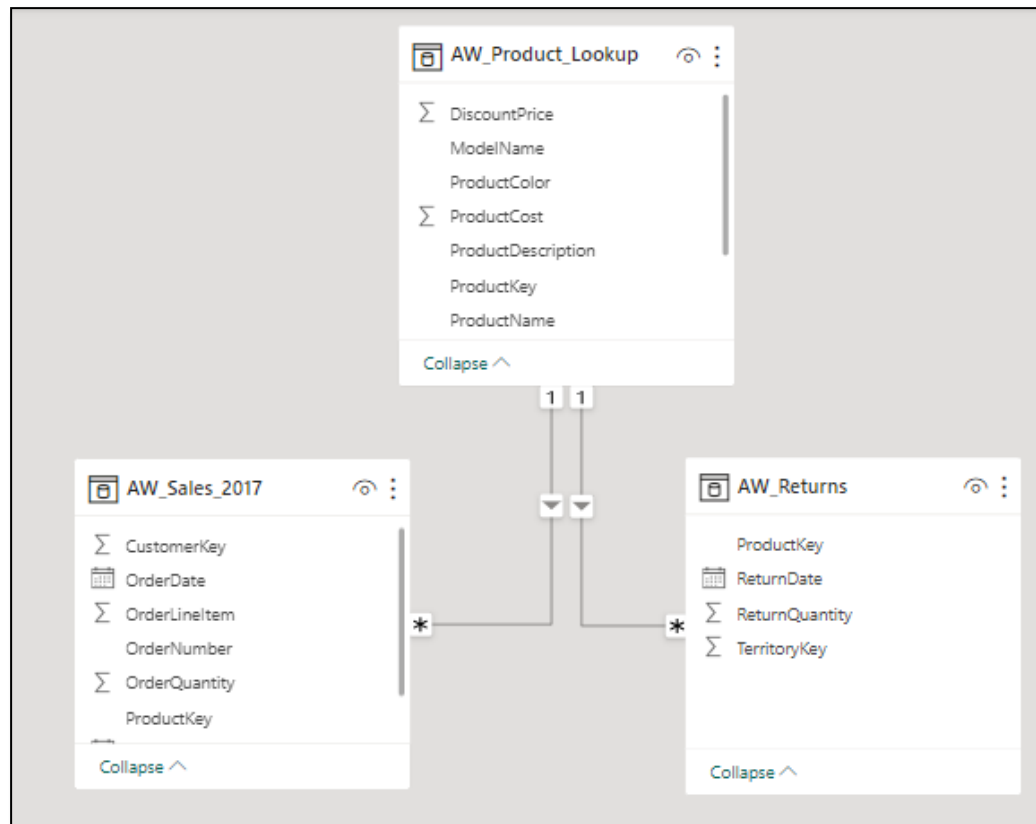 AW_Product_Lookup
DiscountPrice
ModelName
ProductColor
ProductCost
ProductDescription
ProductKey
ProductName
Collapse
1 1
AW_Sales_2017
CustomerKey
OrderDate
OrderLineItem
OrderNumber
OrderQuantity
ProductKey
Collapse
*
*
AW_Returns
ProductKey
ReturnDate
ReturnQuantity
TerritoryKey
Collapse